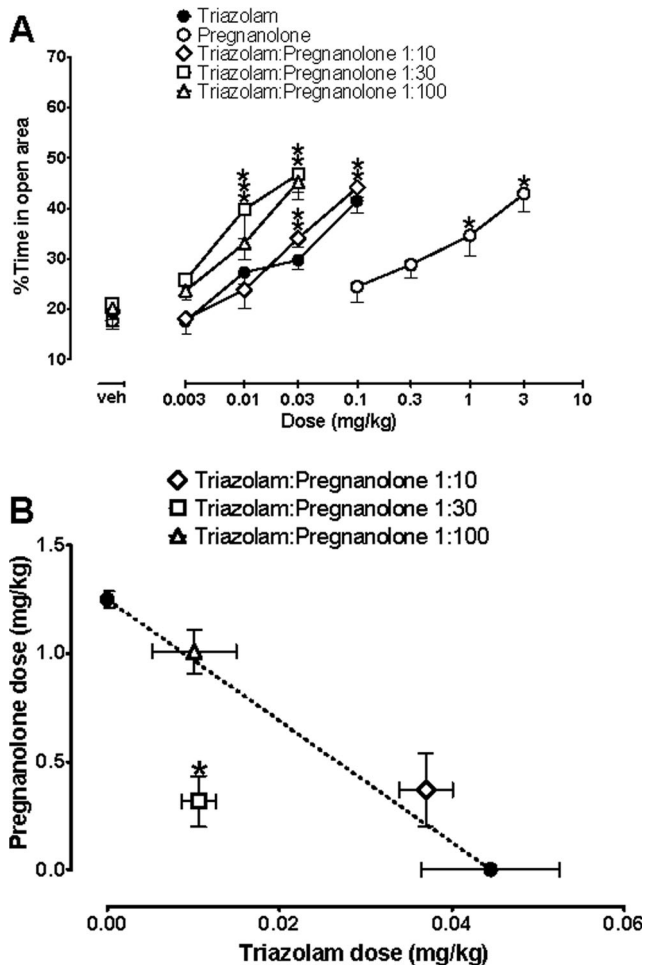 A
Triazolam
Pregnanolone
Triazolam:Pregnanolone 1:10
Triazolam:Pregnanolone 1:30
Triazolam:Pregnanolone 1:100
%Time in open area
70
60
50
40
30
20
10
* * * * * * * * * * * *
veh 0.003 0.01 0.03 0.1 0.3 1 3 10
Dose (mg/kg)
B
Triazolam:Pregnanolone 1:10
Triazolam:Pregnanolone 1:30
Triazolam:Pregnanolone 1:100
Pregnanolone dose (mg/kg)
1.5
1.0
0.5
*
0.0
0.00 0.02 0.04 0.06
Triazolam dose (mg/kg)